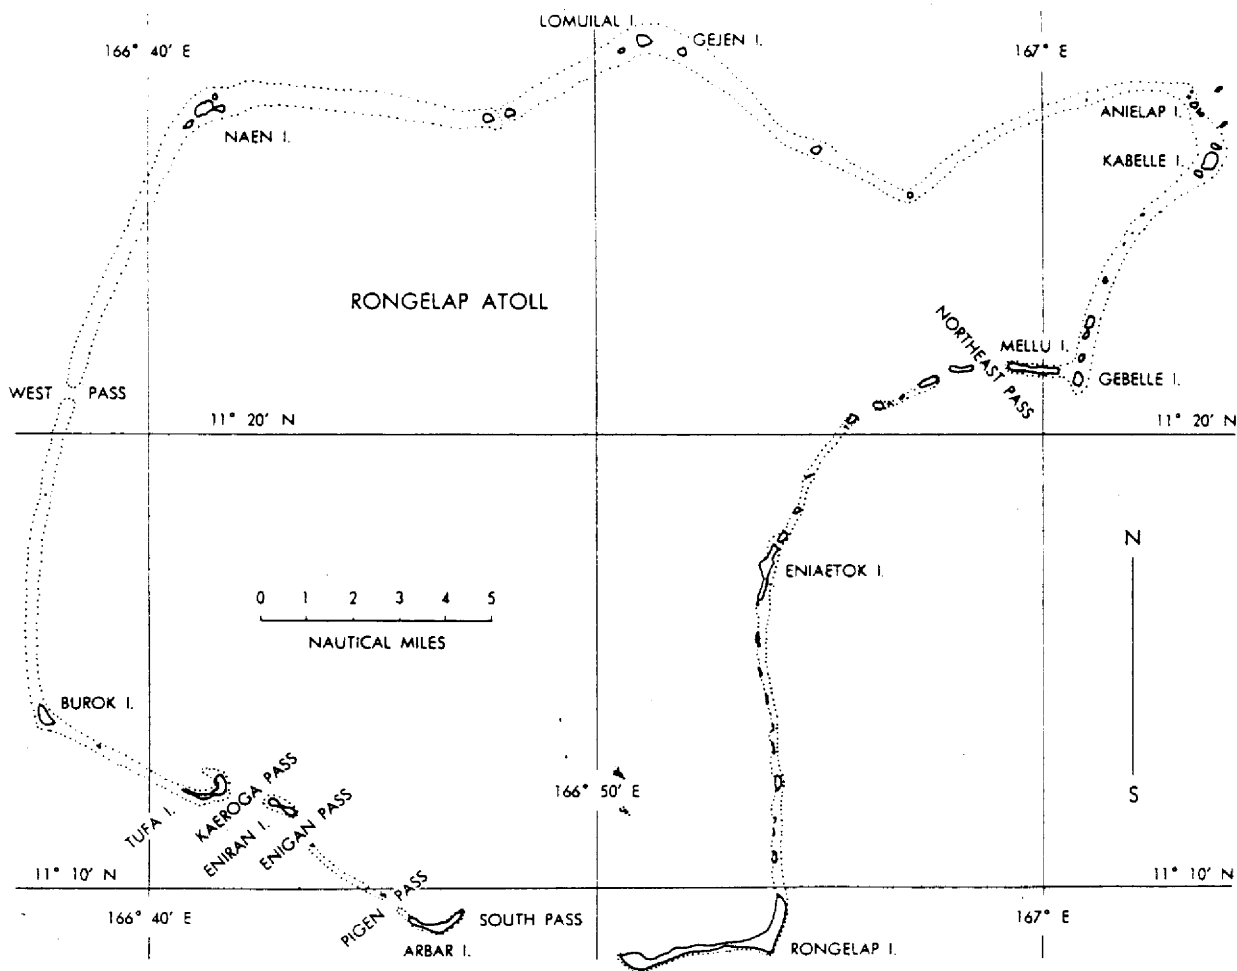 LOMUILAL I.
166° 40' E
GEJEN I.
167° E
NAEN I.
ANIELAP I.
KABELLE I.
RONGELAP ATOLL
NORTHEAST PASS
MELLU I.
WEST PASS
GEBELLE I.
11° 20' N
11° 20' N
N
ENIAETOK I.
0 1 2 3 4 5
NAUTICAL MILES
BUROK I.
166° 50' E
S
TUFA I.
KAEROGA PASS
ENIRAN I.
ENIGAN PASS
11° 10' N
11° 10' N
166° 40' E
PIGEN PASS
SOUTH PASS
167° E
ARBAR I.
RONGELAP I.